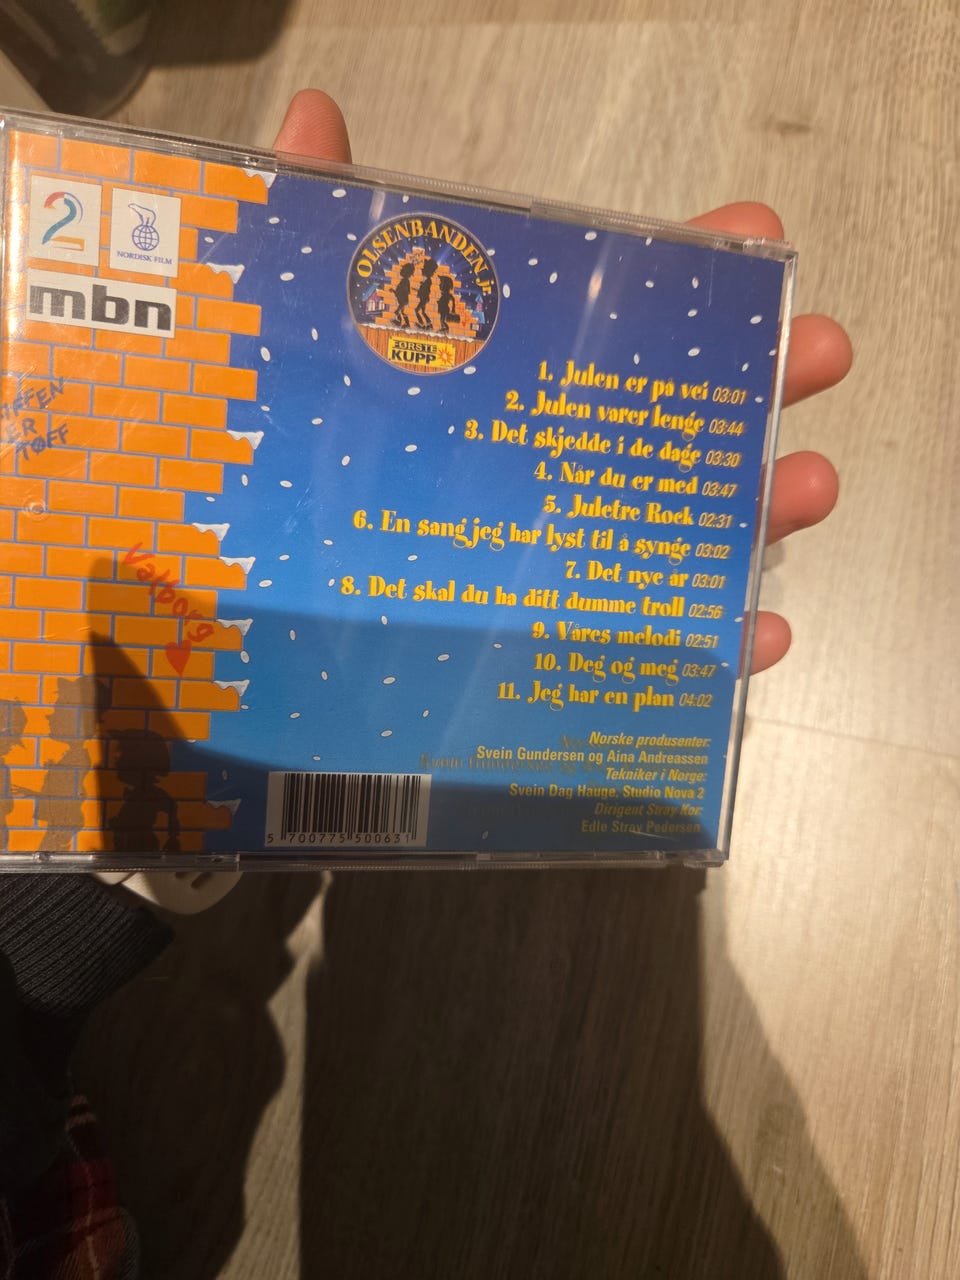 2
NORDISK FILM
mbn
ER
TØFF
Valborg
OLSENBANDEN jr.
FØRSTE
KUPP
1. Julen er på vei 03:01
2. Julen varer lenge 03:44
3. Det skjedde i de dage 03:30
4. Når du er med 03:47
5. Juletre Rock 02:31
6. En sang jeg har lyst til å synge 03:02
7. Det nye år 03:01
8. Det skal du ha ditt dumme troll 02:56
9. Våres melodi 02:51
10. Deg og meg 03:47
11. Jeg har en plan 04:02
Norske produsenter:
Svein Gundersen og Aina Andreassen
Tekniker i Norge:
Svein Dag Hauge, Studio Nova 2
Dirigent Stray Kor:
Edle Stray Pedersen
5 700775 500631